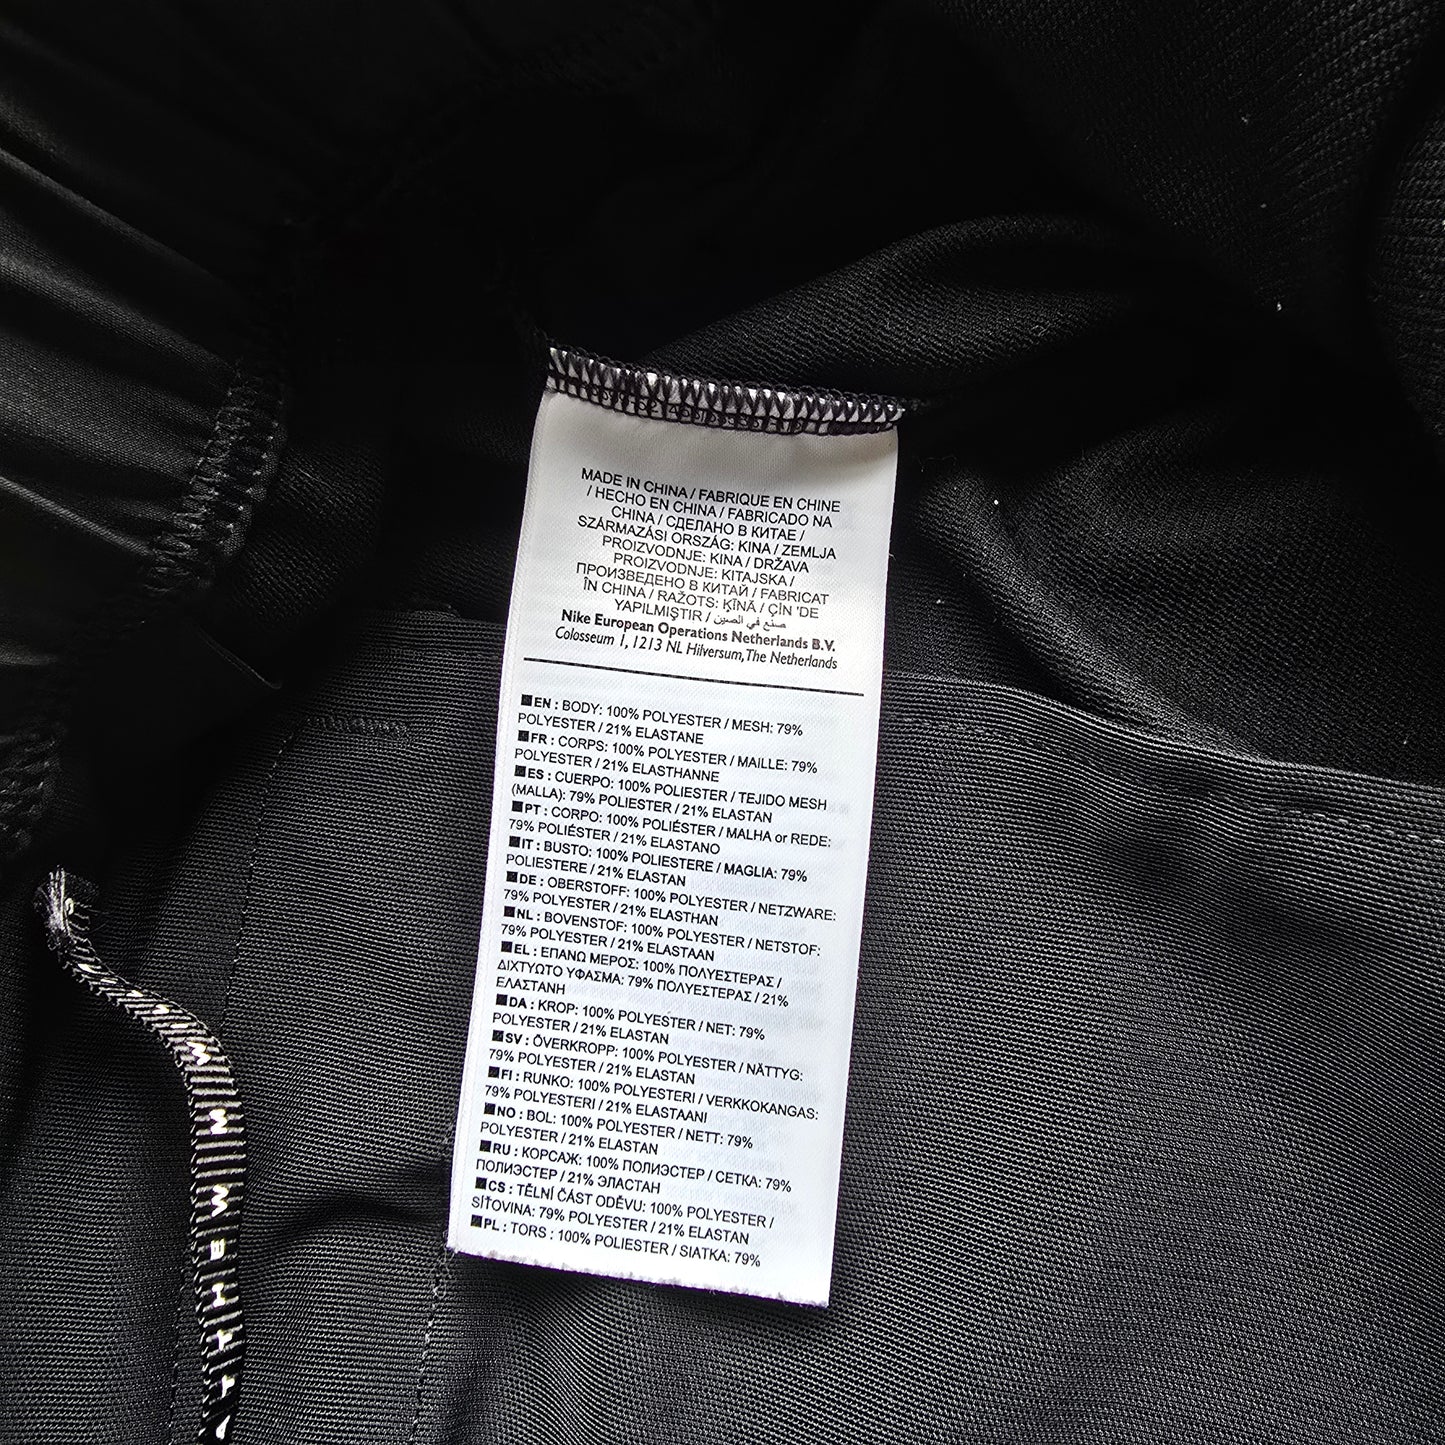 MADE IN CHINA / FABRIQUE EN CHINE
/ HECHO EN CHINA / FABRICADO NA
CHINA / СДЕЛАНО В КИТАЕ /
SZÁRMAZÁSI ORSZÁG: KINA / ZEMLJA
PROIZVODNJE: KINA / DRŽAVA
PROIZVODNJE: KITAJSKA /
ПРОИЗВЕДЕНО В КИТАЙ / FABRICAT
ÎN CHINA / RAŽOTS: ĶĪNĀ / ÇİN 'DE
YAPILMIŞTIR / صنع في الصين
Nike European Operations Netherlands B.V.
Colosseum 1, 1213 NL Hilversum, The Netherlands
EN : BODY: 100% POLYESTER / MESH: 79%
POLYESTER / 21% ELASTANE
FR : CORPS: 100% POLYESTER / MAILLE: 79%
POLYESTER / 21% ELASTHANNE
ES : CUERPO: 100% POLIESTER / TEJIDO MESH
(MALLA): 79% POLIESTER / 21% ELASTAN
PT : CORPO: 100% POLIÉSTER / MALHA or REDE:
79% POLIÉSTER / 21% ELASTANO
IT : BUSTO: 100% POLIESTERE / MAGLIA: 79%
POLIESTERE / 21% ELASTAN
DE : OBERSTOFF: 100% POLYESTER / NETZWARE:
79% POLYESTER / 21% ELASTHAN
NL : BOVENSTOF: 100% POLYESTER / NETSTOF:
79% POLYESTER / 21% ELASTAAN
EL : ΕΠΑΝΩ ΜΕΡΟΣ: 100% ΠΟΛΥΕΣΤΕΡΑΣ /
ΔΙΧΤΥΩΤΟ ΥΦΑΣΜΑ: 79% ΠΟΛΥΕΣΤΕΡΑΣ / 21%
ΕΛΑΣΤΑΝΗ
DA : KROP: 100% POLYESTER / NET: 79%
POLYESTER / 21% ELASTAN
SV : ÖVERKROPP: 100% POLYESTER / NÄTTYG:
79% POLYESTER / 21% ELASTAN
FI : RUNKO: 100% POLYESTERI / VERKKOKANGAS:
79% POLYESTERI / 21% ELASTAANI
NO : BOL: 100% POLYESTER / NETT: 79%
POLYESTER / 21% ELASTAN
RU : КОРСАЖ: 100% ПОЛИЭСТЕР / СЕТКА: 79%
ПОЛИЭСТЕР / 21% ЭЛАСТАН
CS : TĚLNÍ ČÁST ODĚVU: 100% POLYESTER /
SÍŤOVINA: 79% POLYESTER / 21% ELASTAN
PL : TORS : 100% POLIESTER / SIATKA: 79%
MATTHEW M W